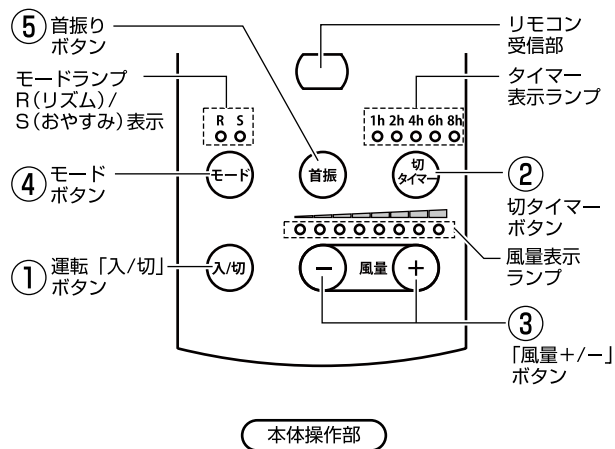 ⑤ 首振り
ボタン
リモコン
受信部
モードランプ
R(リズム)/
S(おやすみ)表示
タイマー
表示ランプ
R S
1h 2h 4h 6h 8h
④ モード
ボタン
モード
首振
切
タイマー
②
切タイマー
ボタン
① 運転「入/切」
ボタン
入/切
− 風量 +
風量表示
ランプ
③
「風量+/−」
ボタン
本体操作部